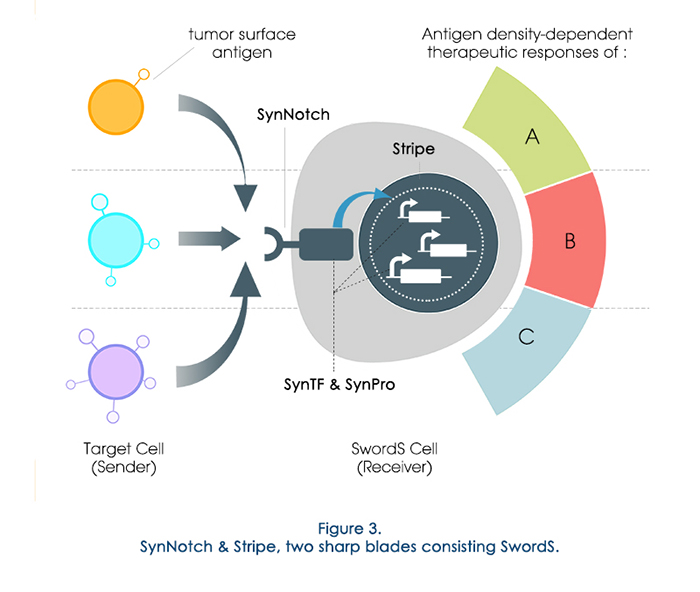 tumor surface
antigen
Antigen density-dependent
therapeutic responses of :
SynNotch
Stripe
A
B
C
SynTF & SynPro
Target Cell
(Sender)
SwordS Cell
(Receiver)
Figure 3.
SynNotch & Stripe, two sharp blades consisting SwordS.